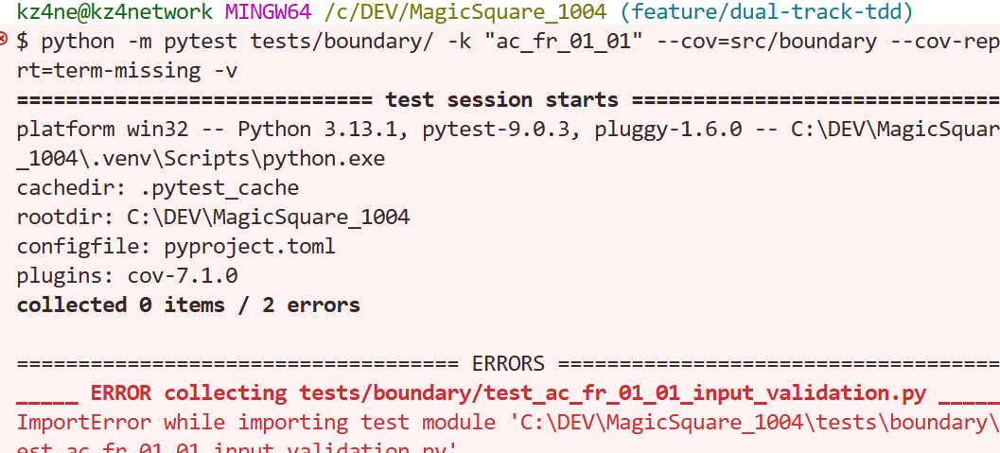 kz4ne@kz4network MINGW64 /c/DEV/MagicSquare_1004 (feature/dual-track-tdd)
$ python -m pytest tests/boundary/ -k "ac_fr_01_01" --cov=src/boundary --cov-rep
rt=term-missing -v
============================= test session starts ==============================
platform win32 -- Python 3.13.1, pytest-9.0.3, pluggy-1.6.0 -- C:\DEV\MagicSquar
_1004\.venv\Scripts\python.exe
cachedir: .pytest_cache
rootdir: C:\DEV\MagicSquare_1004
configfile: pyproject.toml
plugins: cov-7.1.0
collected 0 items / 2 errors
==================================== ERRORS ====================================
_____ ERROR collecting tests/boundary/test_ac_fr_01_01_input_validation.py _____
ImportError while importing test module 'C:\DEV\MagicSquare_1004\tests\boundary\
est_ac_fr_01_01_input_validation.py'